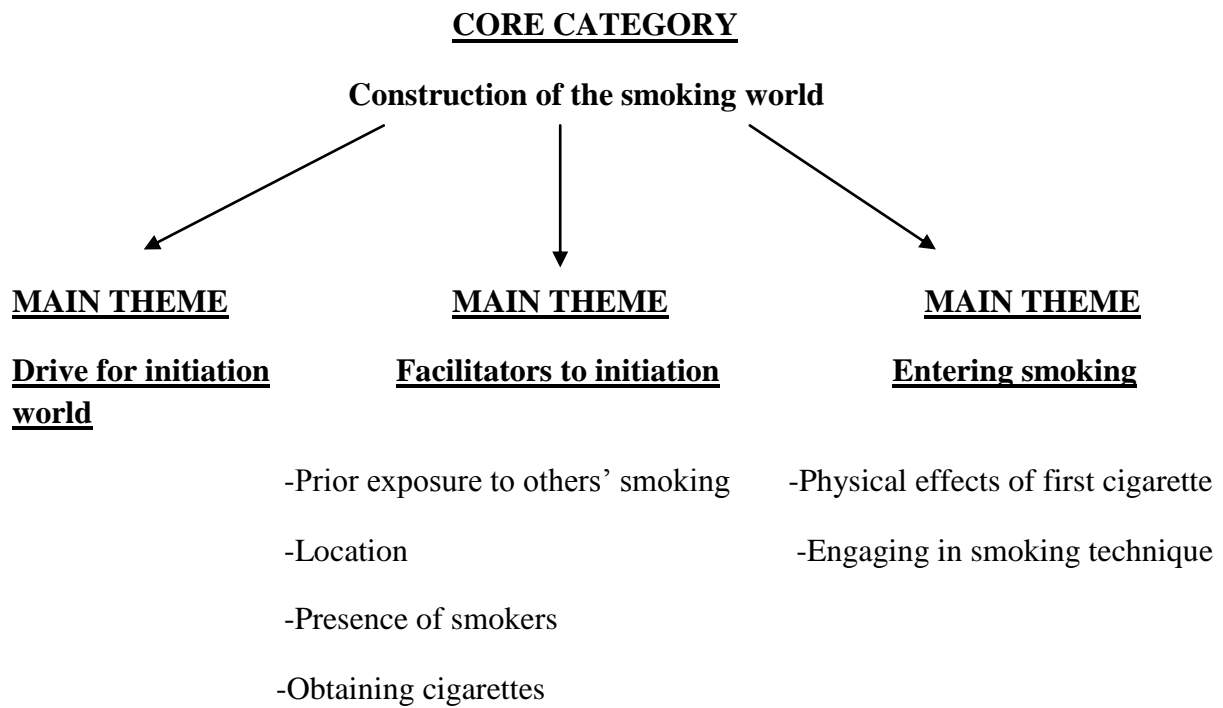 CORE CATEGORY
Construction of the smoking world
MAIN THEME MAIN THEME MAIN THEME
Drive for initiation Facilitators to initiation Entering smoking
world
-Prior exposure to others’ smoking -Physical effects of first cigarette
-Location -Engaging in smoking technique
-Presence of smokers
-Obtaining cigarettes